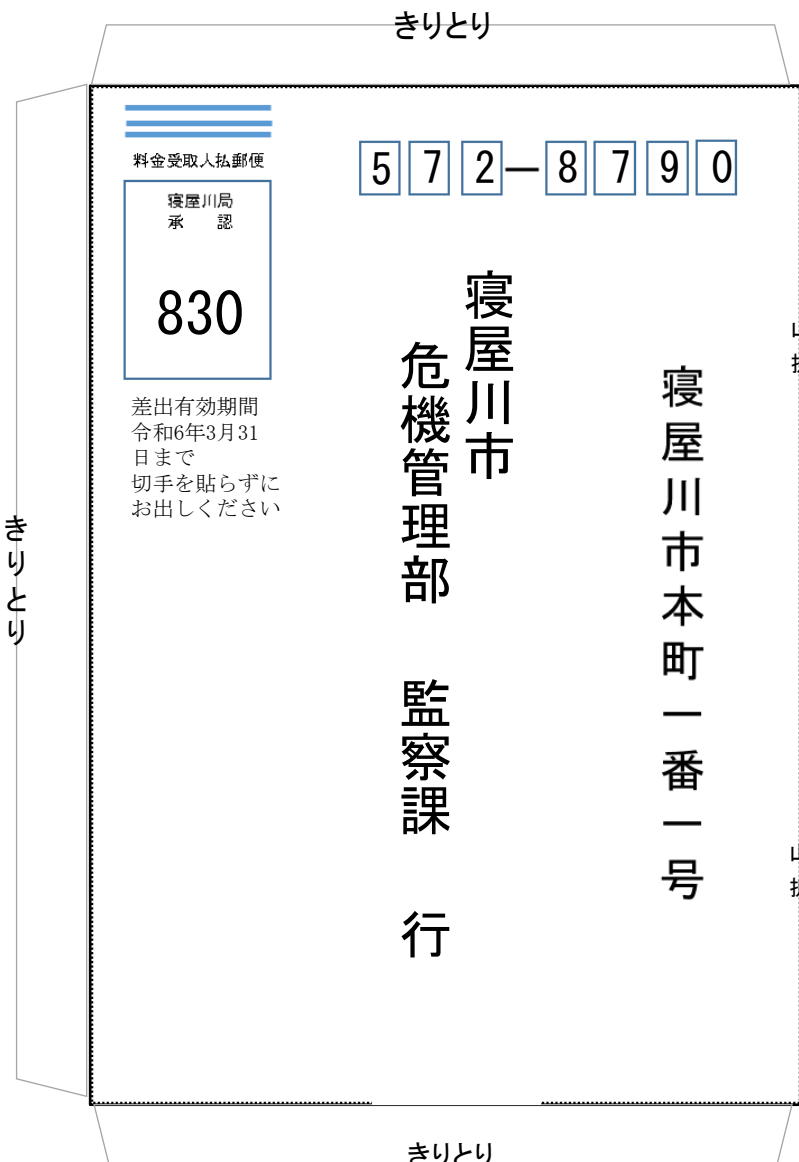 きりとり
料金受取人払郵便
寝屋川局
承　認
830
差出有効期間
令和6年3月31
日まで
切手を貼らずに
お出しください
572-8790
寝屋川市本町一番一号
寝屋川市
危機管理部　監察課　行
きりとり
きりとり